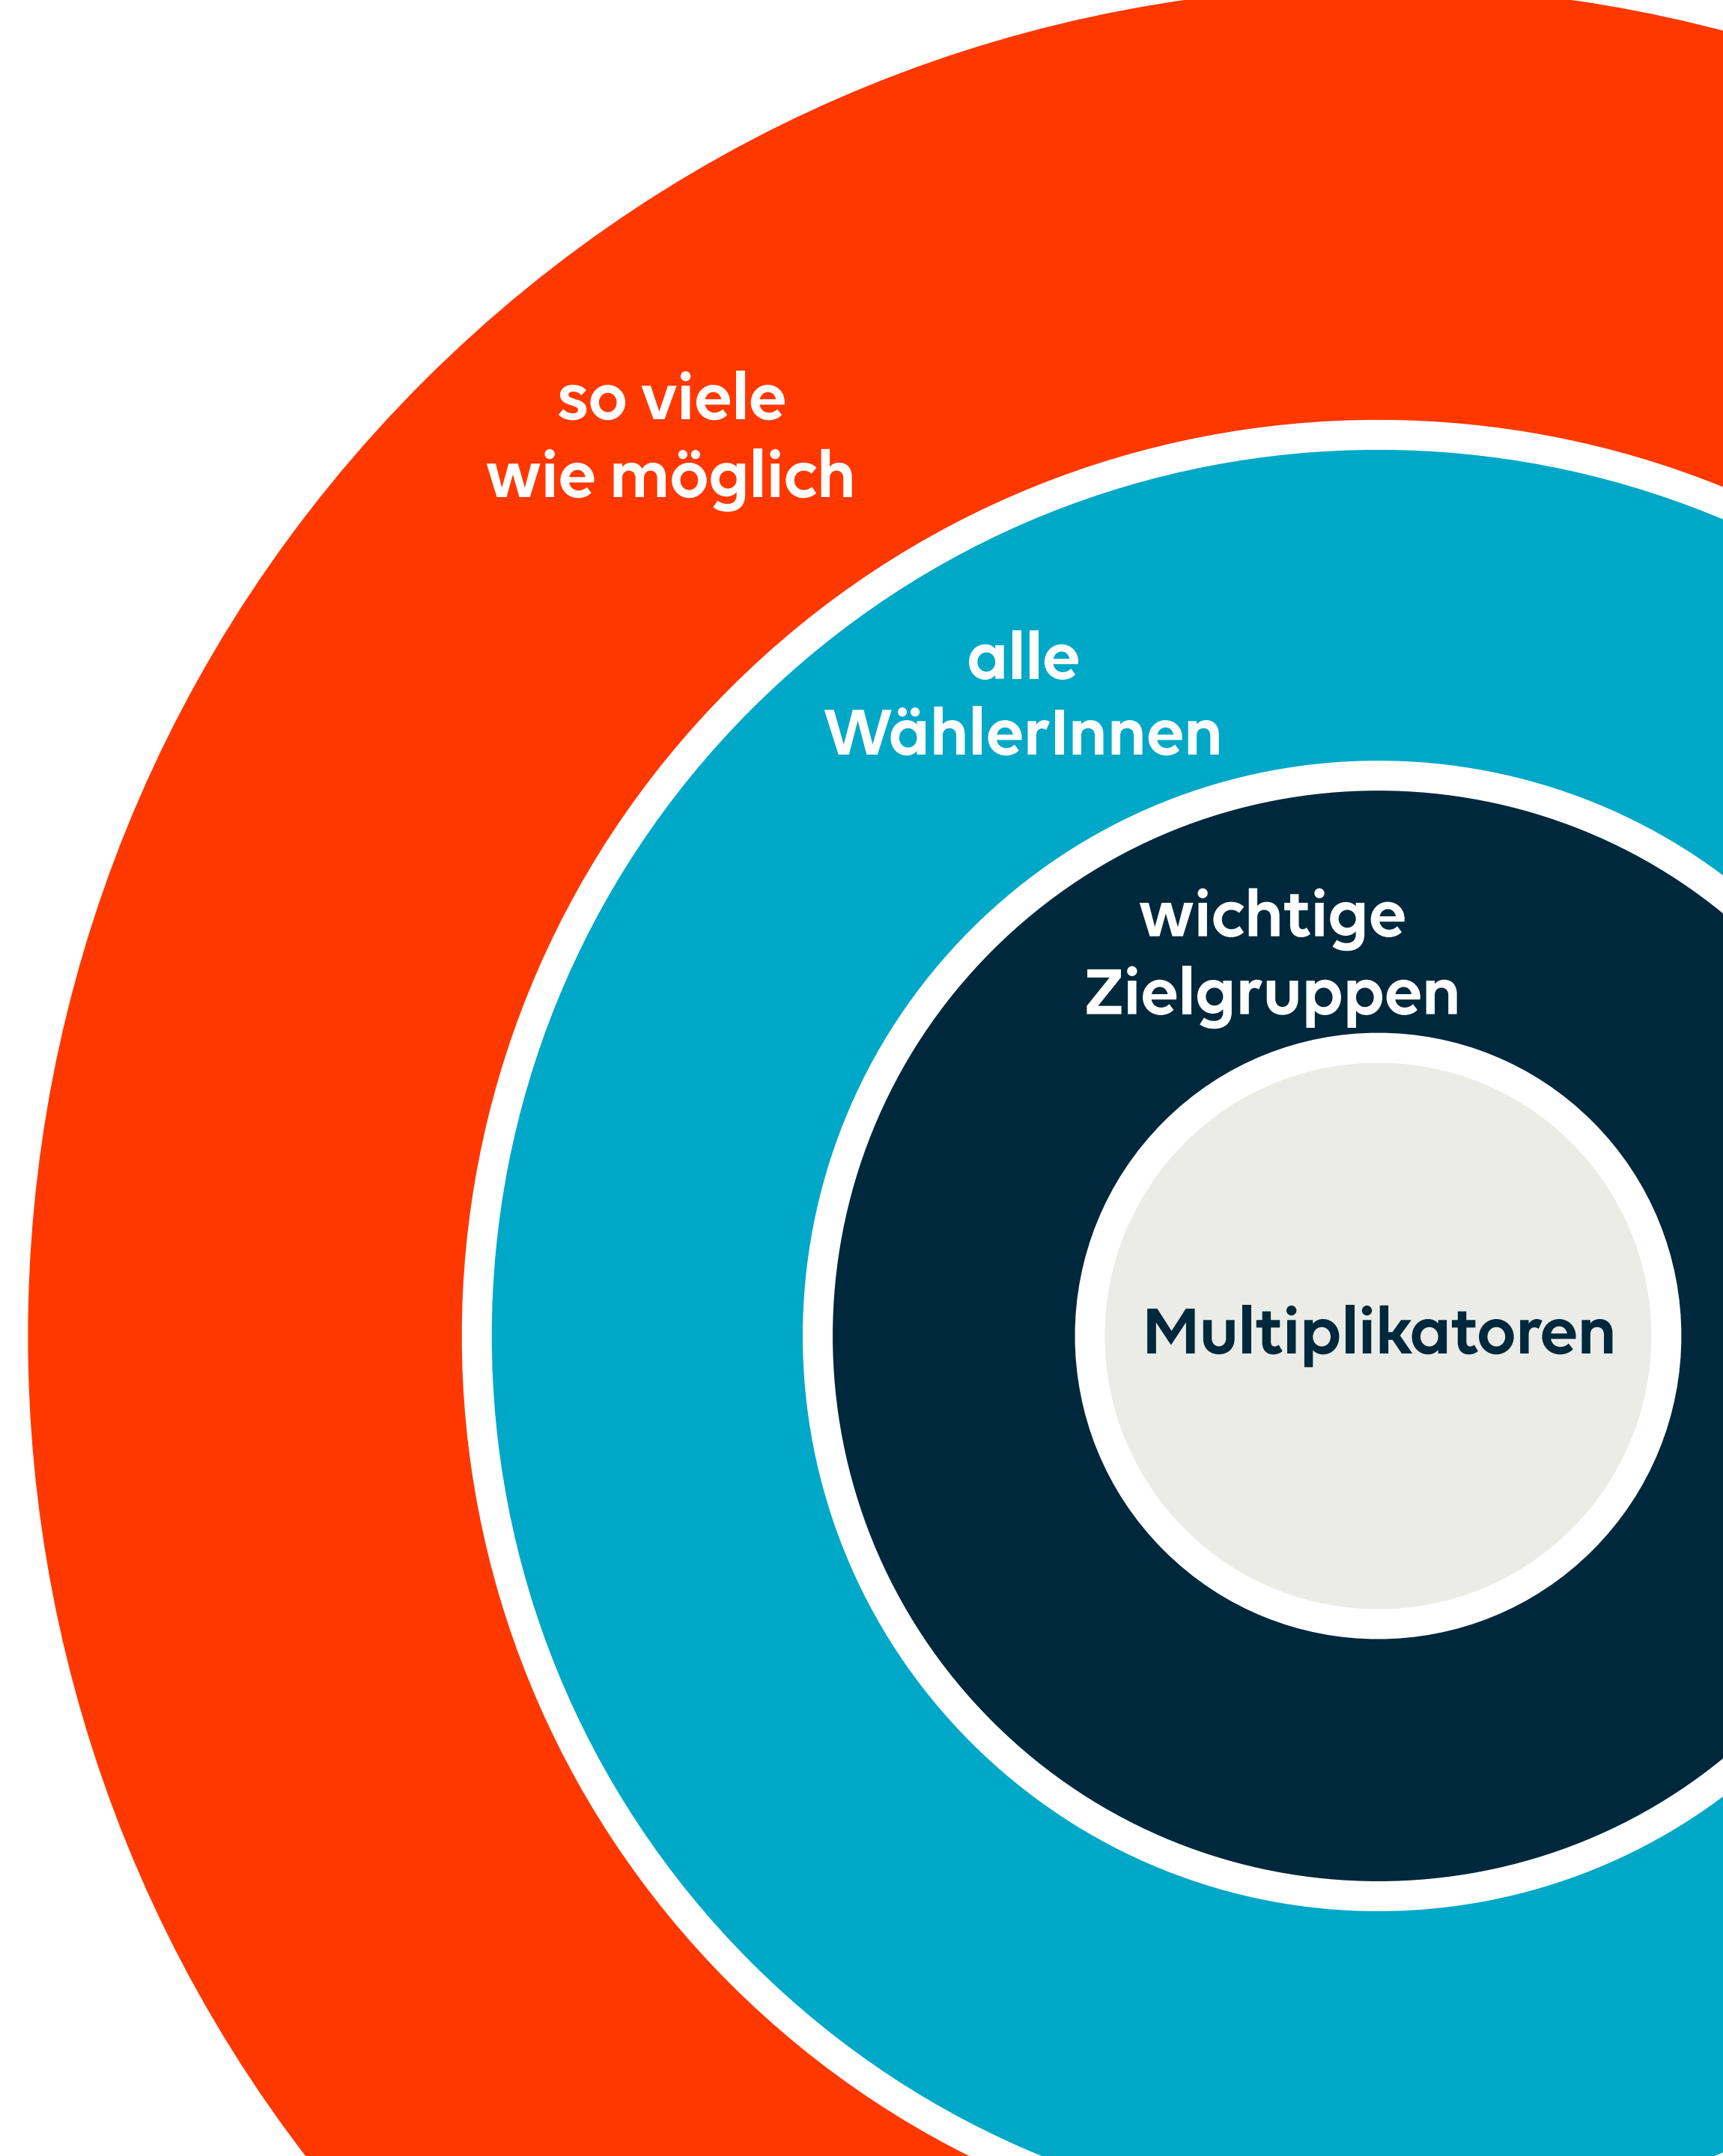 so viele
wie möglich
alle
WählerInnen
wichtige
Zielgruppen
Multiplikatoren